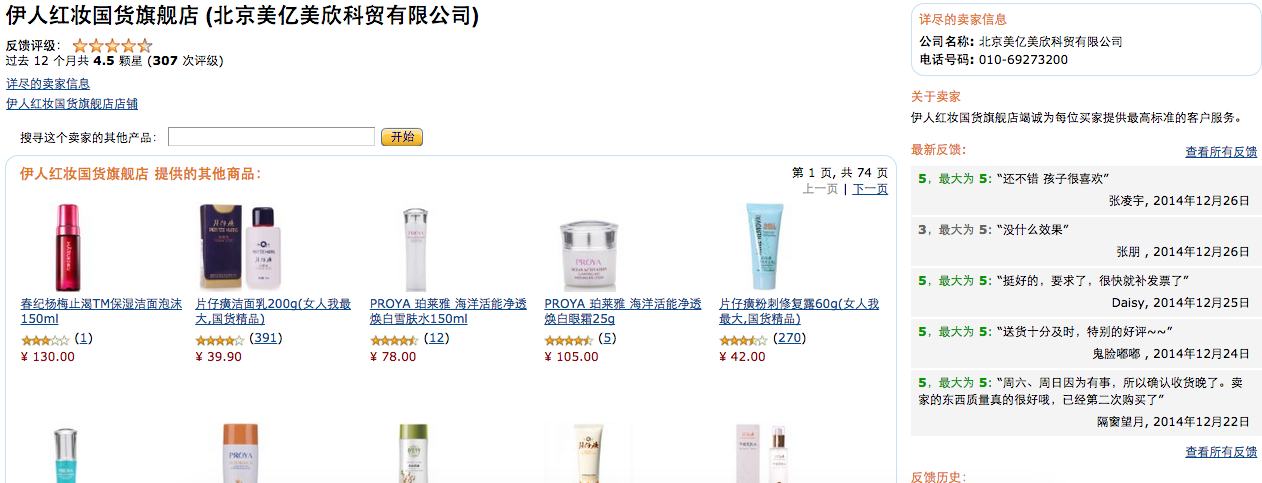 伊人红妆国货旗舰店 (北京美亿美欣科贸有限公司)
反馈评级:
过去 12 个月共 4.5 颗星 (307 次评级)
详尽的卖家信息
伊人红妆国货旗舰店店铺
搜寻这个卖家的其他产品:
开始
伊人红妆国货旗舰店 提供的其他商品:
第 1 页, 共 74 页
上一页 | 下一页
春纪杨梅止渴TM保湿洁面泡沫
150ml
(1)
¥ 130.00
片仔癀洁面乳200g(女人我最
大,国货精品)
(391)
¥ 39.90
PROYA
PROYA 珀莱雅 海洋活能净透
焕白雪肤水150ml
(12)
¥ 78.00
PROYA
PROYA 珀莱雅 海洋活能净透
焕白眼霜25g
(5)
¥ 105.00
片仔癀粉刺修复露60g(女人我
最大,国货精品)
(270)
¥ 42.00
PROYA
PROYA
片仔癀
详尽的卖家信息
公司名称: 北京美亿美欣科贸有限公司
电话号码: 010-69273200
关于卖家
伊人红妆国货旗舰店竭诚为每位买家提供最高标准的客户服务。
最新反馈:
查看所有反馈
5, 最大为 5: “还不错 孩子很喜欢”
张凌宇, 2014年12月26日
3, 最大为 5: “没什么效果”
张朋 , 2014年12月26日
5, 最大为 5: “挺好的，要求了，很快就补发票了”
Daisy, 2014年12月25日
5, 最大为 5: “送货十分及时，特别的好评~~”
鬼脸嘟嘟 , 2014年12月24日
5, 最大为 5: “周六、周日因为有事，所以确认收货晚了。卖
家的东西质量真的很好哦，已经第二次购买了”
隔窗望月, 2014年12月22日
查看所有反馈
反馈历史: